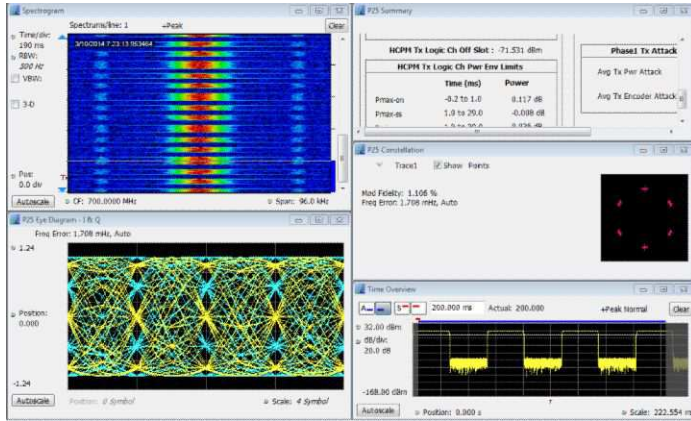 Spectrogram
Spectrums/line: 1
+Peak
Clear
Time/div:
190 ms
RBW:
300 Hz
VBW:
3-D
Pos:
0.0 div
Autoscale
CF: 700.0000 MHz
Span: 96.0 kHz
P25 Summary
HCPM Tx Logic Ch Off Slot : -71.531 dBm
HCPM Tx Logic Ch Pwr Env Limits
Time (ms) Power
Pmax-on -0.2 to 1.0 0.117 dB
Pmax-ss 1.0 to 29.0 -0.008 dB
Phase1 Tx Attack
Avg Tx Pwr Attack
Avg Tx Encoder Attack
P25 Constellation
Trace1 Show Points
Mod Fidelity: 1.106 %
Freq Error: 1.708 mHz, Auto
P25 Eye Diagram - I & Q
Freq Error: 1.708 mHz, Auto
1.24
Position:
0.000
-1.24
Autoscale
Position: 0 Symbol
Scale: 4 Symbol
Time Overview
200.000 ms
Actual: 200.000
+Peak Normal
Clear
32.00 dBm
dB/div:
20.0 dB
-168.00 dBm
Autoscale
Position: 0.000 s
Scale: 222.554 m